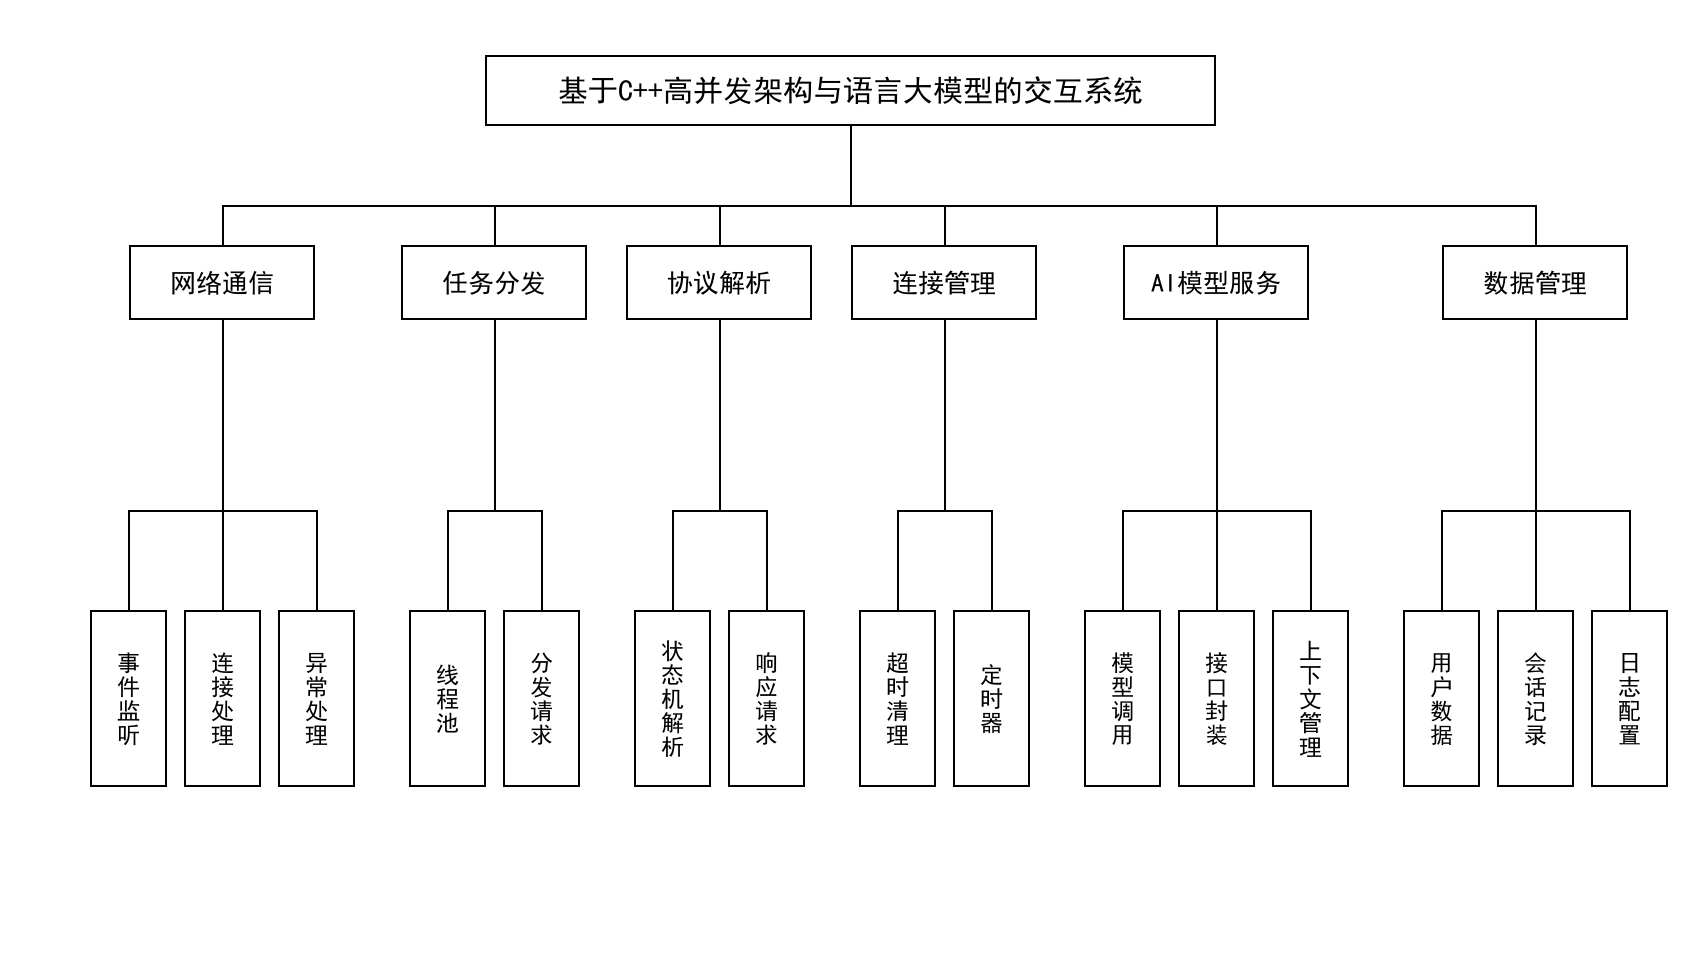 基于C++高并发架构与语言大模型的交互系统
网络通信
任务分发
协议解析
连接管理
AI模型服务
数据管理
事件监听
连接处理
异常处理
线程池
分发请求
状态机解析
响应请求
超时清理
定时器
模型调用
接口封装
上下文管理
用户数据
会话记录
日志配置